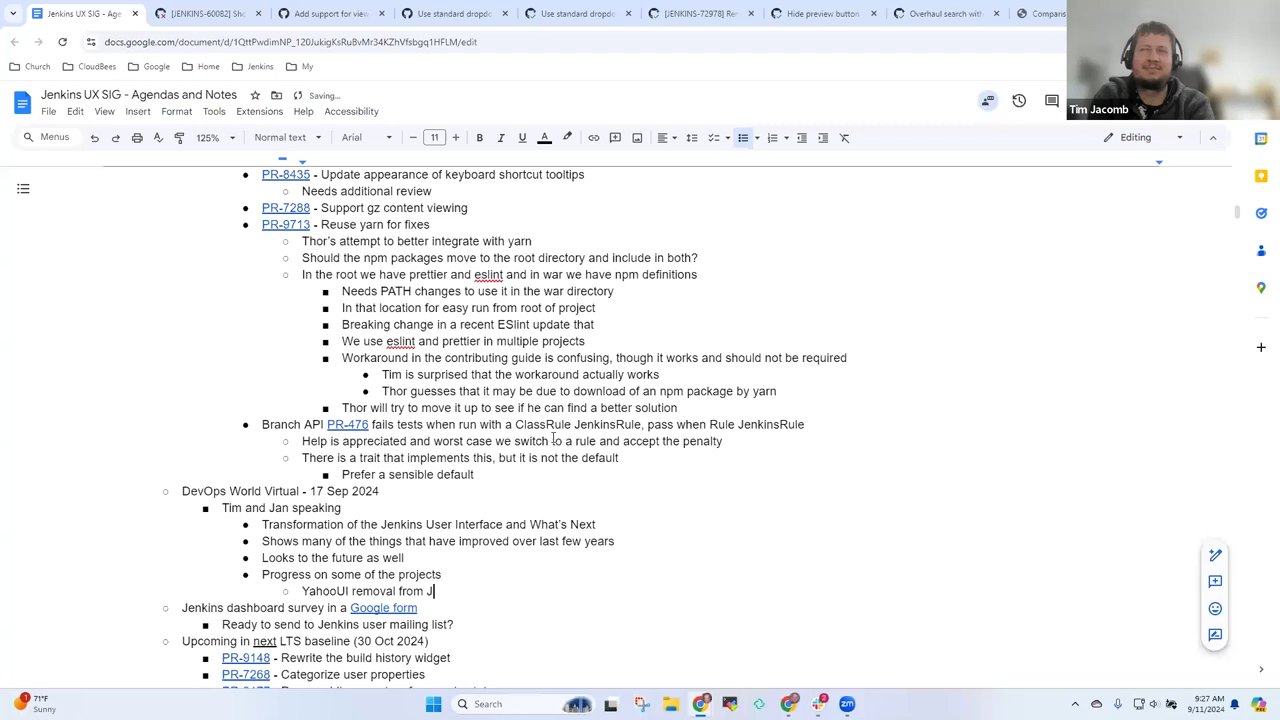 Jenkins UX SIG - Agendas and N
[JENKINS-60082] Sho
Add support for view
Use standard dropdo
Use standard dropdo
[JENKINS-72978] Re
Hide preview button
Overhaul search with
Comparis
docs.google.com/document/d/1QttPwdimNP_120JukigKsRuBvMr34KZhVfsbgq1HFLM/edit
Church
CloudBees
Google
Home
Jenkins
My
Jenkins UX SIG - Agendas and Notes
Saving...
File Edit View Insert Format Tools Extensions Help Accessibility
Tim Jacomb
Menus 125% Normal text Arial 11 B I U A Editing
PR-8435 - Update appearance of keyboard shortcut tooltips
Needs additional review
PR-7288 - Support gz content viewing
PR-9713 - Reuse yarn for fixes
Thor's attempt to better integrate with yarn
Should the npm packages move to the root directory and include in both?
In the root we have prettier and eslint and in war we have npm definitions
Needs PATH changes to use it in the war directory
In that location for easy run from root of project
Breaking change in a recent ESlint update that
We use eslint and prettier in multiple projects
Workaround in the contributing guide is confusing, though it works and should not be required
Tim is surprised that the workaround actually works
Thor guesses that it may be due to download of an npm package by yarn
Thor will try to move it up to see if he can find a better solution
Branch API PR-476 fails tests when run with a ClassRule JenkinsRule, pass when Rule JenkinsRule
Help is appreciated and worst case we switch to a rule and accept the penalty
There is a trait that implements this, but it is not the default
Prefer a sensible default
DevOps World Virtual - 17 Sep 2024
Tim and Jan speaking
Transformation of the Jenkins User Interface and What's Next
Shows many of the things that have improved over last few years
Looks to the future as well
Progress on some of the projects
YahooUI removal from J
Jenkins dashboard survey in a Google form
Ready to send to Jenkins user mailing list?
Upcoming in next LTS baseline (30 Oct 2024)
PR-9148 - Rewrite the build history widget
PR-7268 - Categorize user properties
71°F
Sunny
Search
9:27 AM
9/11/2024